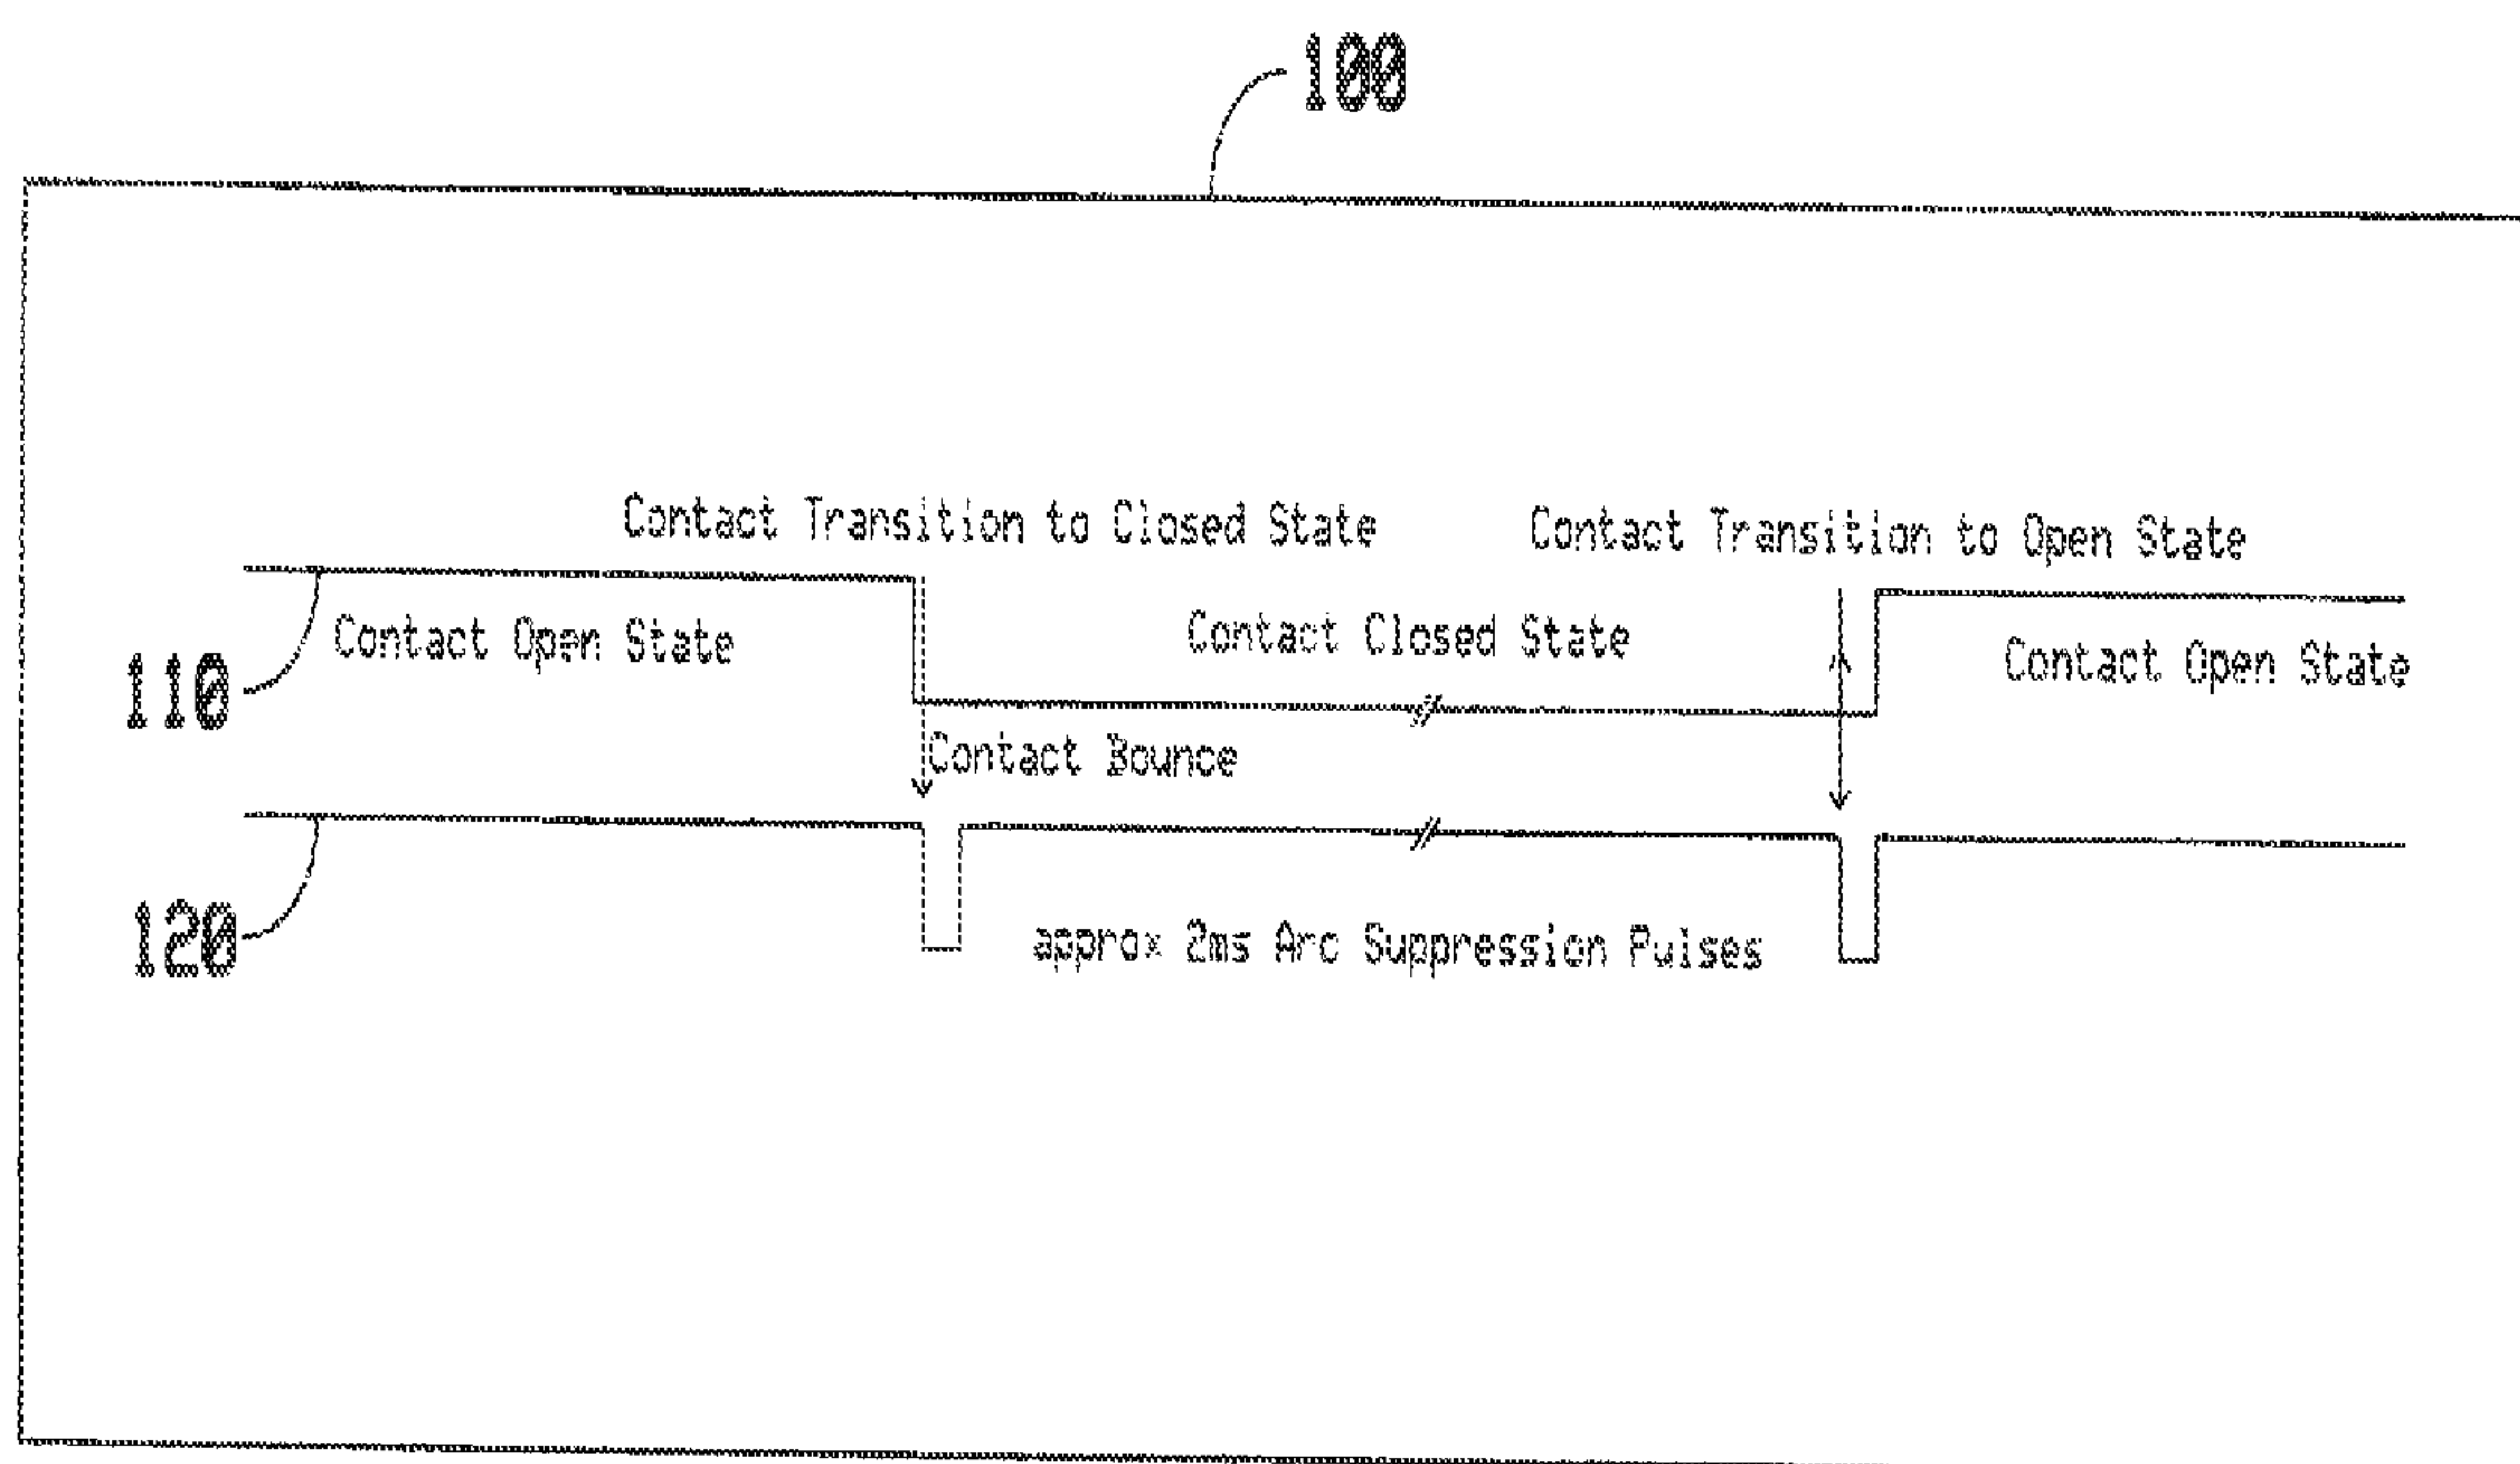 100
Contact Transition to Closed State
Contact Transition to Open State
Contact Open State
Contact Closed State
Contact Open State
110
Contact Bounce
120
approx 2ms Arc Suppression Pulses